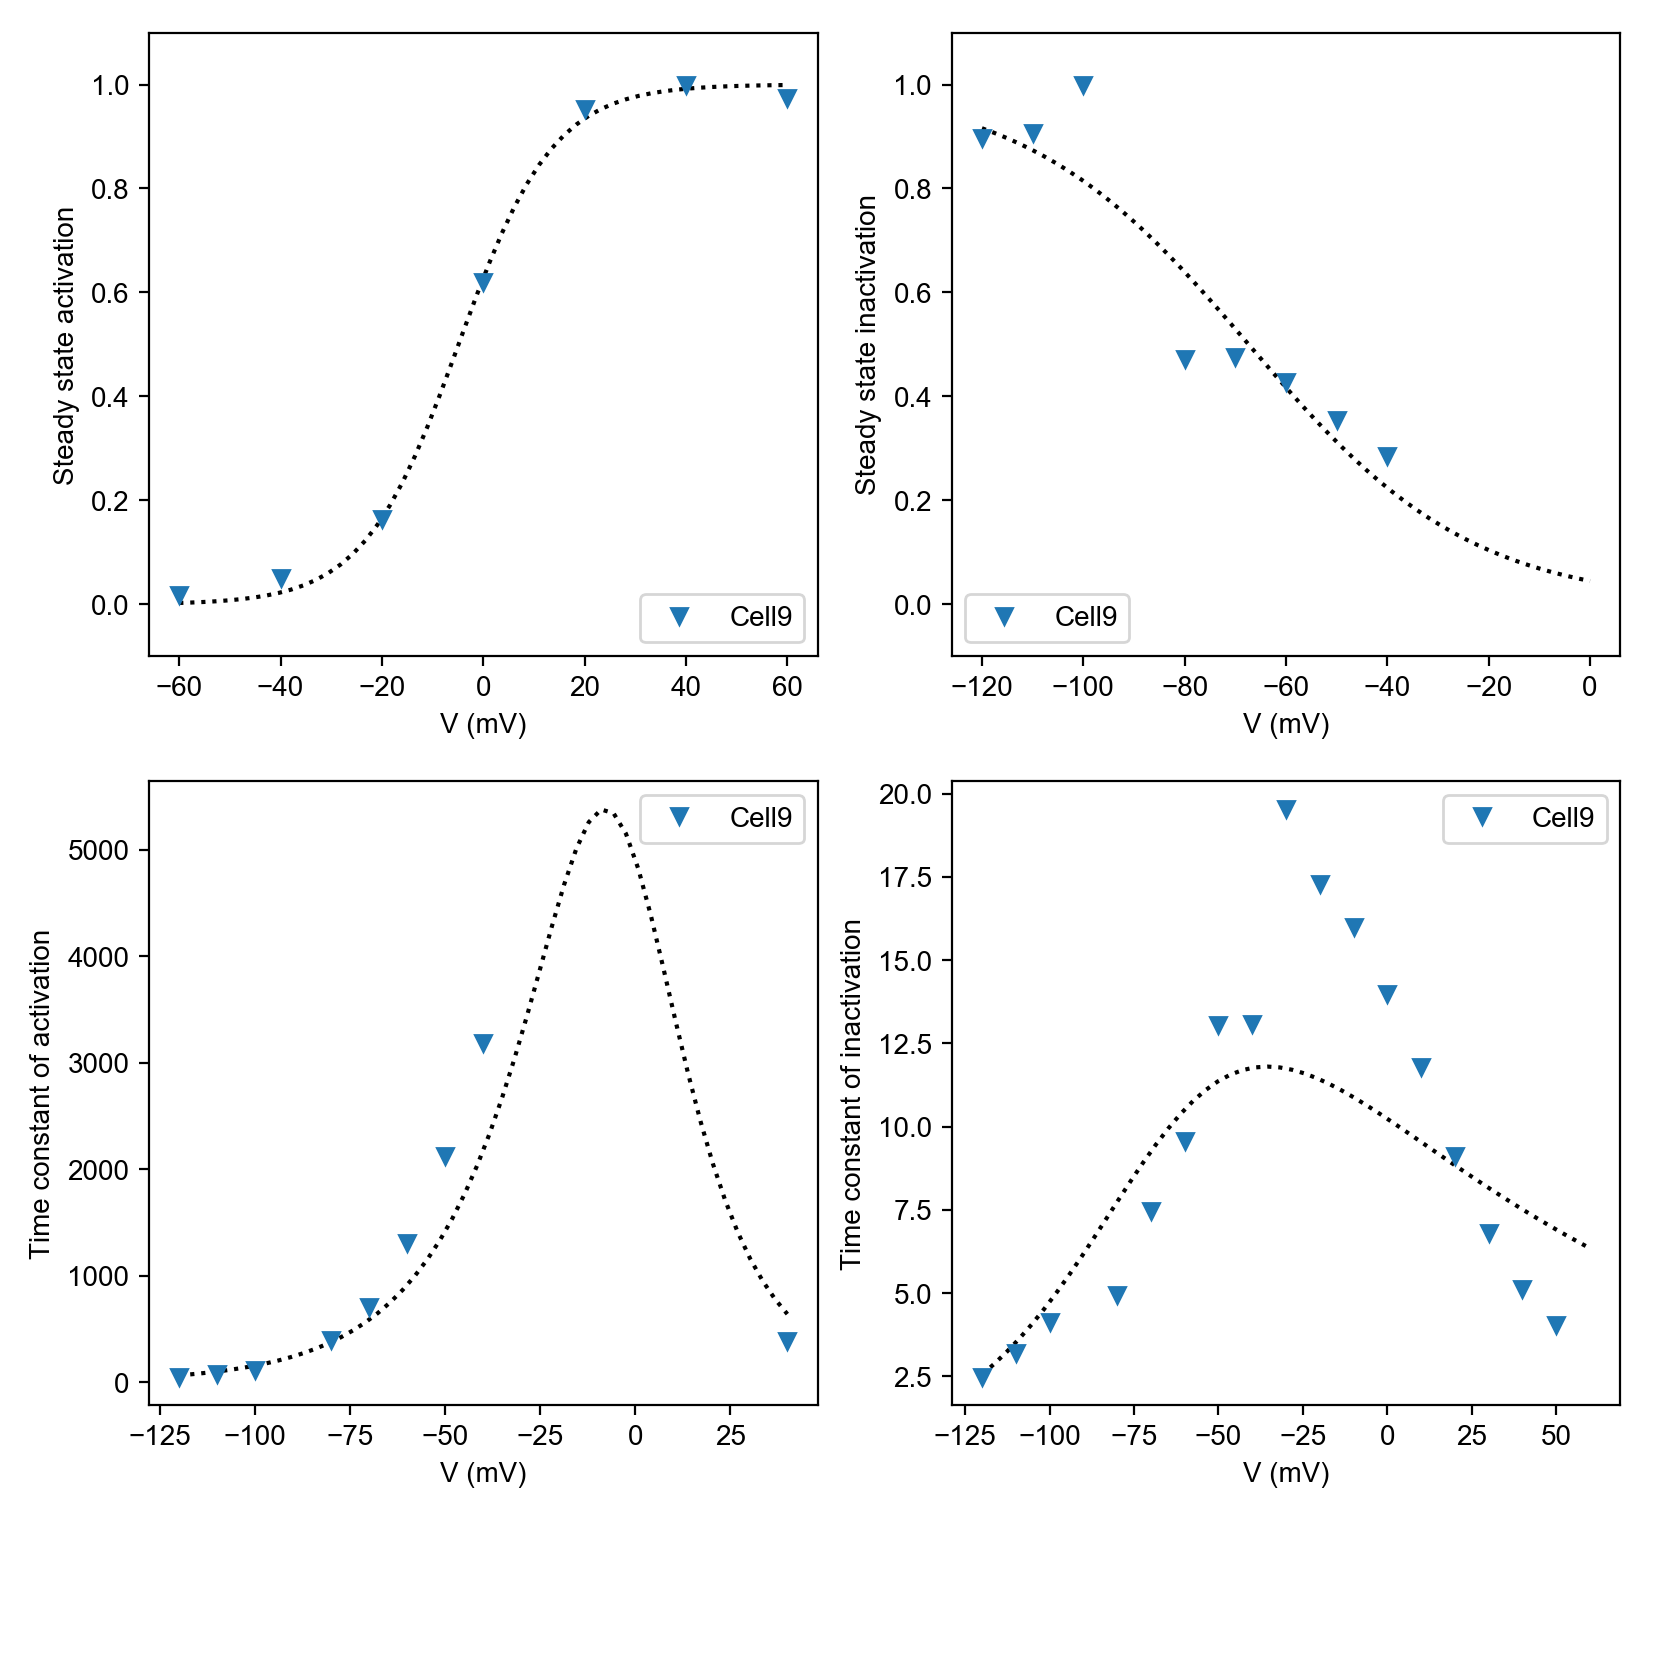 Steady state activation
1.0
0.8
0.6
0.4
0.2
0.0
Cell9
−60 −40 −20 0 20 40 60
V (mV)
Steady state inactivation
1.0
0.8
0.6
0.4
0.2
0.0
Cell9
−120 −100 −80 −60 −40 −20 0
V (mV)
Time constant of activation
5000
4000
3000
2000
1000
0
Cell9
−125 −100 −75 −50 −25 0 25
V (mV)
Time constant of inactivation
20.0
17.5
15.0
12.5
10.0
7.5
5.0
2.5
Cell9
−125 −100 −75 −50 −25 0 25 50
V (mV)